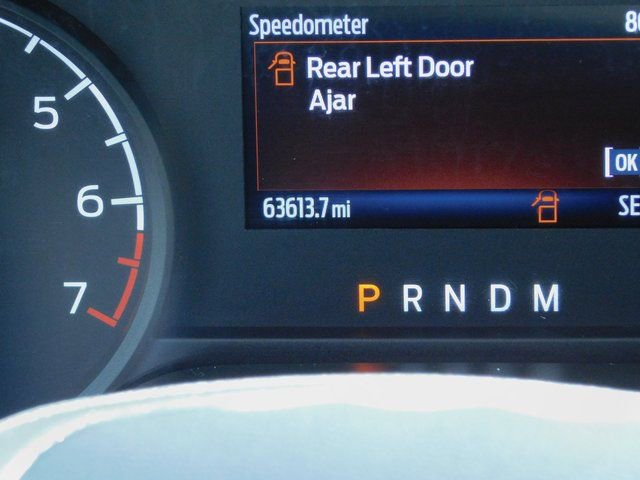 Speedometer
Rear Left Door
Ajar
[OK
63613.7 mi
5
6
7
P R N D M